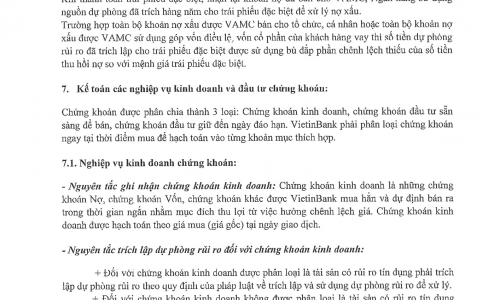 nguồn dự phòng đã trích hàng năm cho trái phiếu đặc biệt để xử lý nợ xấu.
Trường hợp toàn bộ khoản nợ xấu được VAMC bán cho tổ chức, cá nhân hoặc toàn bộ khoản nợ
xấu được VAMC sử dụng góp vốn điều lệ, vốn cổ phần của khách hàng vay thì số tiền dự phòng
rủi ro đã trích lập cho trái phiếu đặc biệt được sử dụng bù đắp phần chênh lệch thiếu của số tiền
thu hồi nợ so với mệnh giá trái phiếu đặc biệt.
7. Kế toán các nghiệp vụ kinh doanh và đầu tư chứng khoán:
Chứng khoán được phân chia thành 3 loại: Chứng khoán kinh doanh, chứng khoán đầu tư sẵn
sàng để bán, chứng khoán đầu tư giữ đến ngày đáo hạn. VietinBank phải phân loại chứng khoán
ngay tại thời điểm mua để hạch toán vào từng khoản mục thích hợp.
7.1. Nghiệp vụ kinh doanh chứng khoán:
- Nguyên tắc ghi nhận chứng khoán kinh doanh: Chứng khoán kinh doanh là những chứng
khoán Nợ, chứng khoán Vốn, chứng khoán khác được VietinBank mua hẳn và dự định bán ra
trong thời gian ngắn nhằm mục đích thu lợi từ việc hưởng chênh lệch giá. Chứng khoán kinh
doanh được hạch toán theo giá mua (giá gốc) tại ngày giao dịch.
- Nguyên tắc trích lập dự phòng rủi ro đối với chứng khoán kinh doanh:
+ Đối với chứng khoán kinh doanh được phân loại là tài sản có rủi ro tín dụng phải trích
lập dự phòng rủi ro theo quy định của pháp luật về trích lập và sử dụng dự phòng rủi ro để xử lý.
+ Đối với chứng khoán kinh doanh không được phân loại là tài sản có rủi ro tín dụng